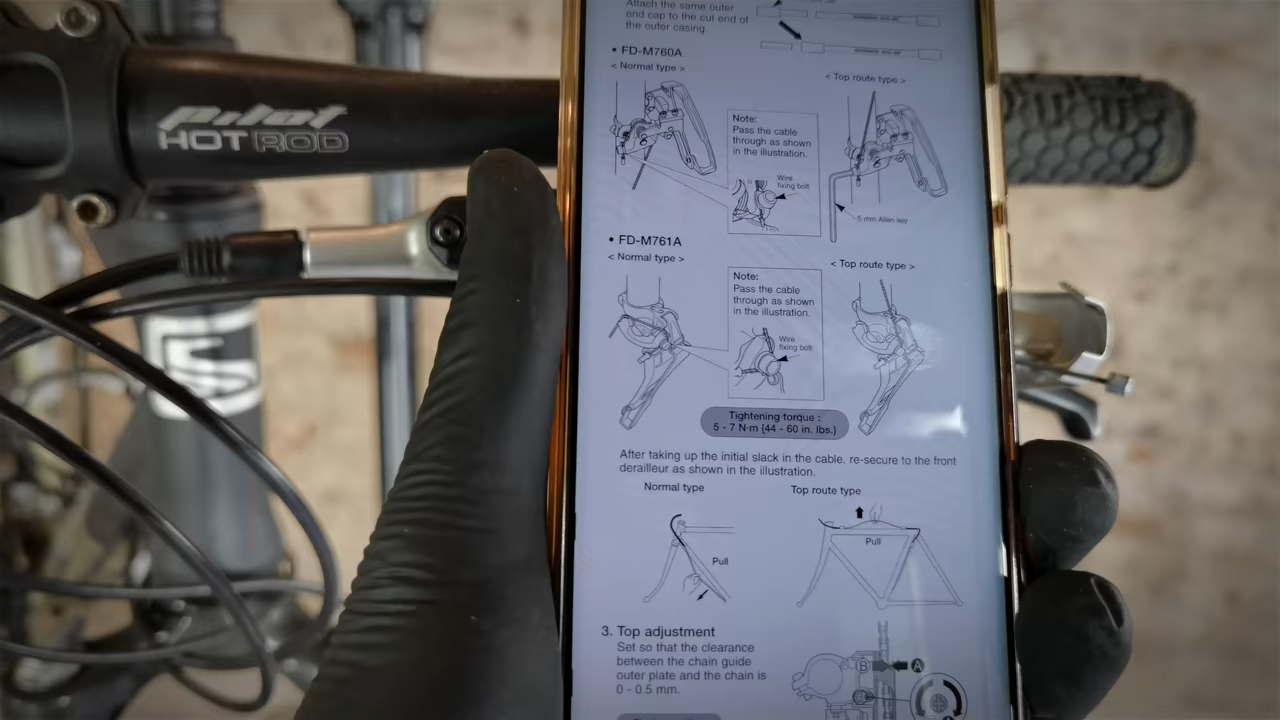 Pilot
HOT ROD
GS
Attach the same outer
end cap to the cut end of
the outer casing.
• FD-M760A
< Normal type >
< Top route type >
Note:
Pass the cable
through as shown
in the illustration.
Wire
fixing bolt
5 mm Allen key
• FD-M761A
< Normal type >
< Top route type >
Note:
Pass the cable
through as shown
in the illustration.
Wire
fixing bolt
Tightening torque :
5 - 7 N·m {44 - 60 in. lbs.}
After taking up the initial slack in the cable, re-secure to the front
derailleur as shown in the illustration.
Normal type
Top route type
Pull
Pull
3. Top adjustment
Set so that the clearance
between the chain guide
outer plate and the chain is
0 - 0.5 mm.
B
A